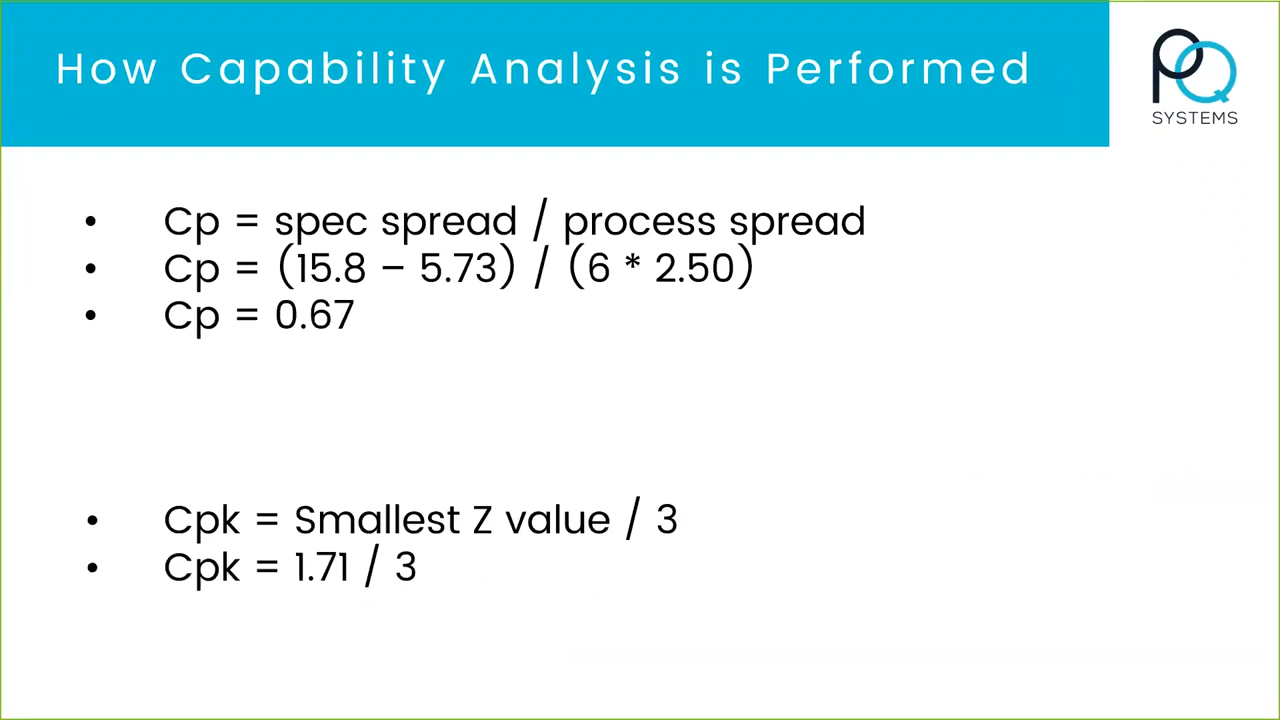 How Capability Analysis is Performed
PQ
SYSTEMS
• Cp = spec spread / process spread
• Cp = (15.8 – 5.73) / (6 * 2.50)
• Cp = 0.67
• Cpk = Smallest Z value / 3
• Cpk = 1.71 / 3